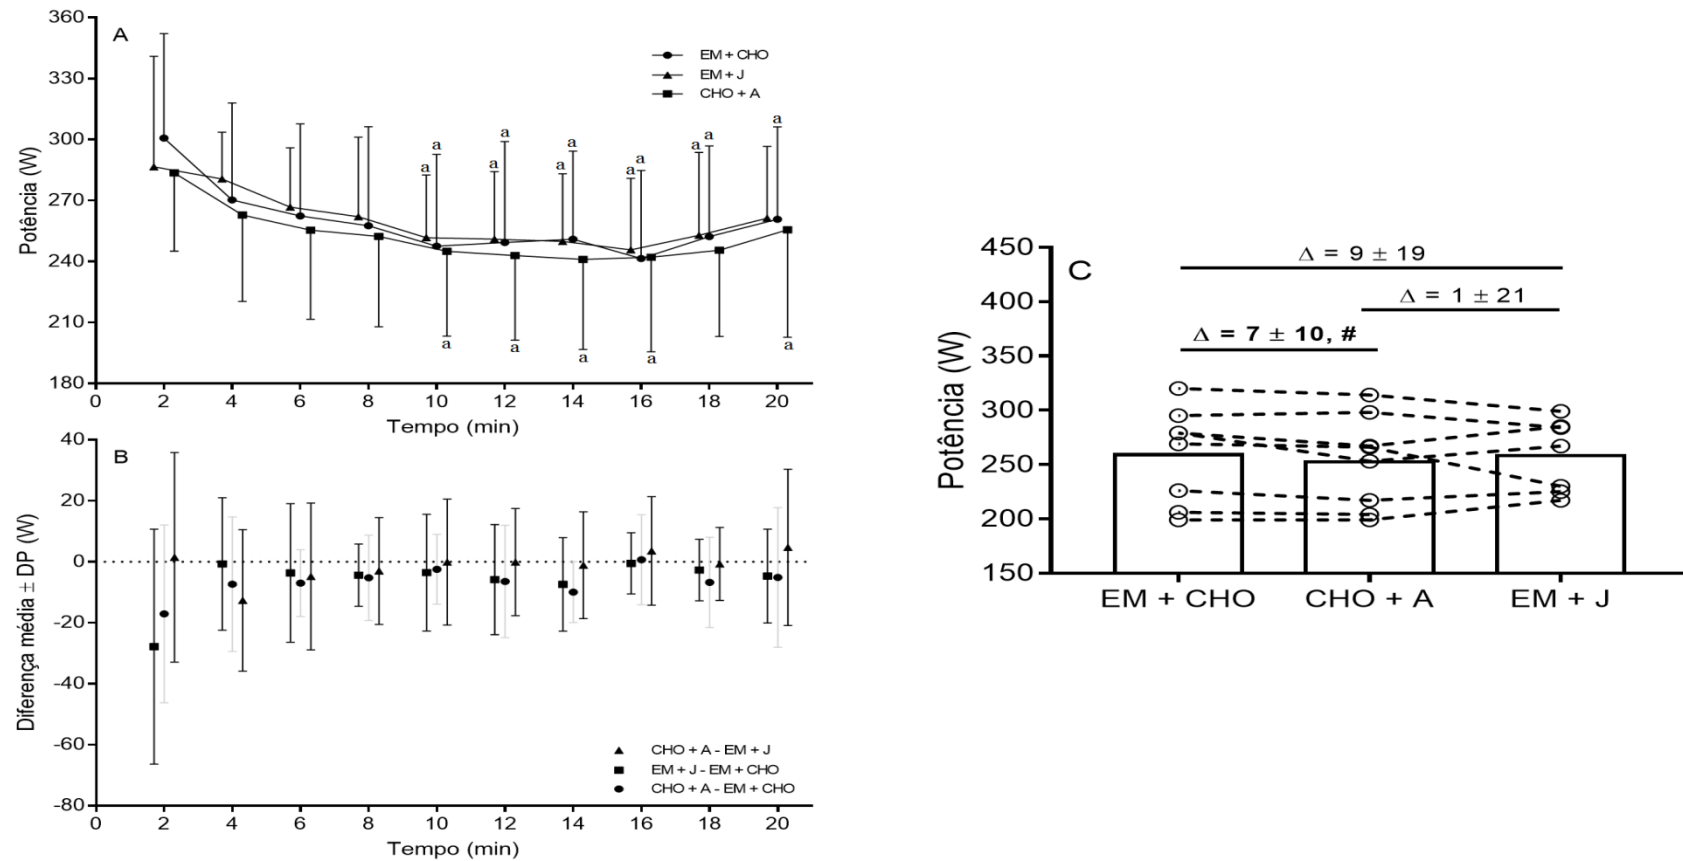 A
EM + CHO
EM + J
CHO + A
Potência (W)
360
330
300
270
240
210
180
a a a a a a a a a a a
a a a a a
0 2 4 6 8 10 12 14 16 18 20
Tempo (min)
B
Diferença média ± DP (W)
40
20
0
-20
-40
-60
-80
CHO + A - EM + J
EM + J - EM + CHO
CHO + A - EM + CHO
0 2 4 6 8 10 12 14 16 18 20
Tempo (min)
C
Potência (W)
450
400
350
300
250
200
150
Δ = 9 ± 19
Δ = 1 ± 21
Δ = 7 ± 10, #
EM + CHO CHO + A EM + J